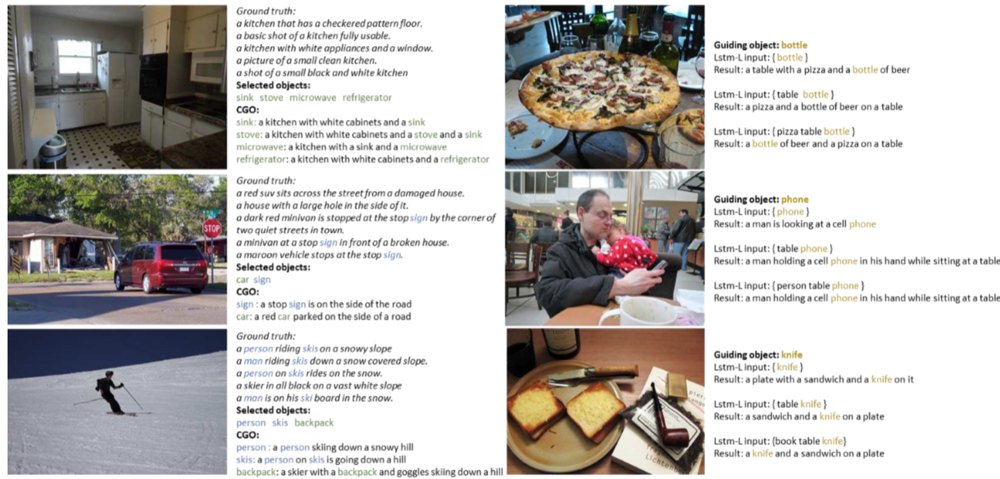 Ground truth:
a kitchen that has a checkered pattern floor.
a basic shot of a kitchen fully usable.
a kitchen with white appliances and a window.
a picture of a small clean kitchen.
a shot of a small black and white kitchen
Selected objects:
sink stove microwave refrigerator
CGO:
sink: a kitchen with white cabinets and a sink
stove: a kitchen with white cabinets and a stove and a sink
microwave: a kitchen with a sink and a microwave
refrigerator: a kitchen with white cabinets and a refrigerator
STOP
Ground truth:
a red suv sits across the street from a damaged house.
a house with a large hole in the side of it.
a dark red minivan is stopped at the stop sign by the corner of
two quiet streets in town.
a minivan at a stop sign in front of a broken house.
a maroon vehicle stops at the stop sign.
Selected objects:
car sign
CGO:
sign : a stop sign is on the side of the road
car: a red car parked on the side of a road
Ground truth:
a person riding skis on a snowy slope
a man riding skis down a snow covered slope.
a person on skis rides on the snow.
a skier in all black on a vast white slope
a man is on his ski board in the snow.
Selected objects:
person skis backpack
CGO:
person : a person skiing down a snowy hill
skis: a person on skis is going down a hill
backpack: a skier with a backpack and goggles skiing down a hill
Guiding object: bottle
Lstm-L input: { bottle }
Result: a table with a pizza and a bottle of beer
Lstm-L input: { table bottle }
Result: a pizza and a bottle of beer on a table
Lstm-L input: { pizza table bottle }
Result: a bottle of beer and a pizza on a table
Guiding object: phone
Lstm-L input: { phone }
Result: a man is looking at a cell phone
Lstm-L input: { table phone }
Result: a man holding a cell phone in his hand while sitting at a table
Lstm-L input: { person table phone }
Result: a man holding a cell phone in his hand while sitting at a table
Lichtenb
Guiding object: knife
Lstm-L input: { knife }
Result: a plate with a sandwich and a knife on it
Lstm-L input: { table knife }
Result: a sandwich and a knife on a plate
Lstm-L input: {book table knife}
Result: a knife and a sandwich on a plate